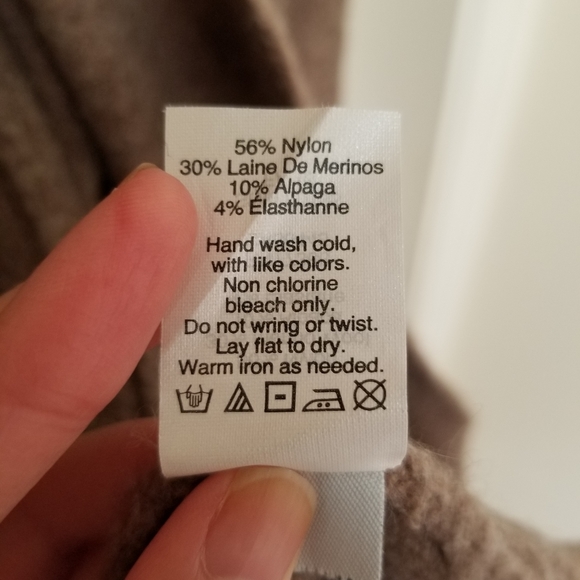 56% Nylon
30% Laine De Merinos
10% Alpaga
4% Élasthanne
Hand wash cold,
with like colors.
Non chlorine
bleach only.
Do not wring or twist.
Lay flat to dry.
Warm iron as needed.